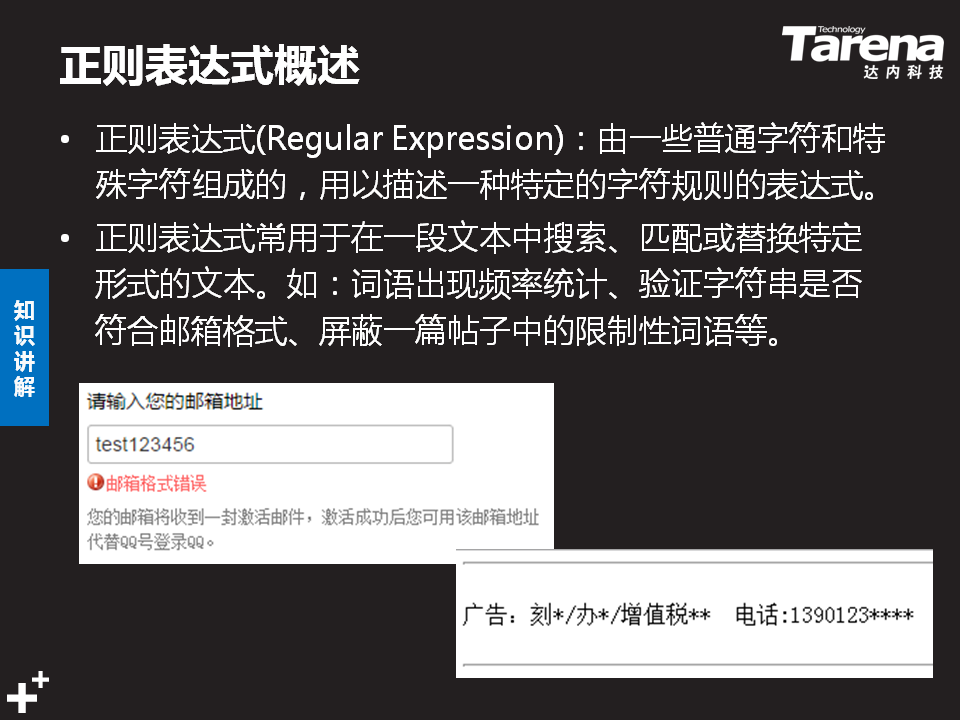 正则表达式概述
Technology
Tarena
达内科技
• 正则表达式(Regular Expression)：由一些普通字符和特
殊字符组成的，用以描述一种特定的字符规则的表达式。
• 正则表达式常用于在一段文本中搜索、匹配或替换特定
形式的文本。如：词语出现频率统计、验证字符串是否
符合邮箱格式、屏蔽一篇帖子中的限制性词语等。
知
识
讲
解
请输入您的邮箱地址
test123456
邮箱格式错误
您的邮箱将收到一封激活邮件，激活成功后您可用该邮箱地址
代替QQ号登录QQ。
广告：刻*/办*/增值税** 电话:1390123****